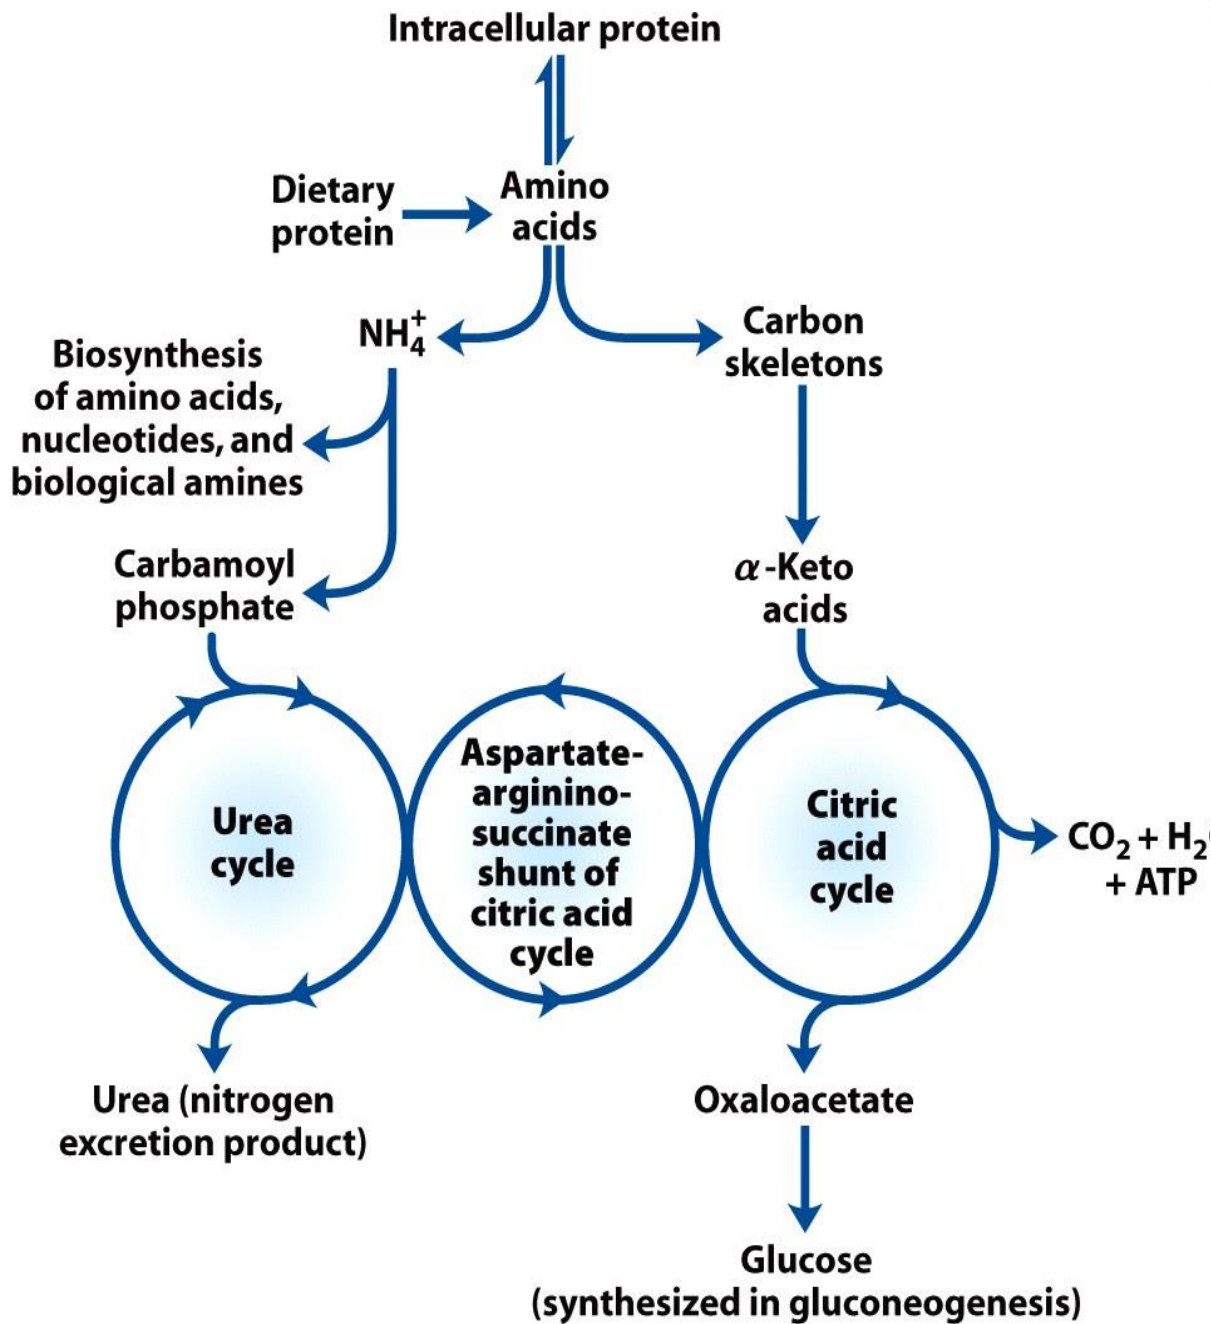 Intracellular protein
Dietary
protein
Amino
acids
NH₄⁺
Carbon
skeletons
Biosynthesis
of amino acids,
nucleotides, and
biological amines
Carbamoyl
phosphate
α-Keto
acids
Urea
cycle
Aspartate-
arginino-
succinate
shunt of
citric acid
cycle
Citric
acid
cycle
CO₂ + H₂
+ ATP
Urea (nitrogen
excretion product)
Oxaloacetate
Glucose
(synthesized in gluconeogenesis)